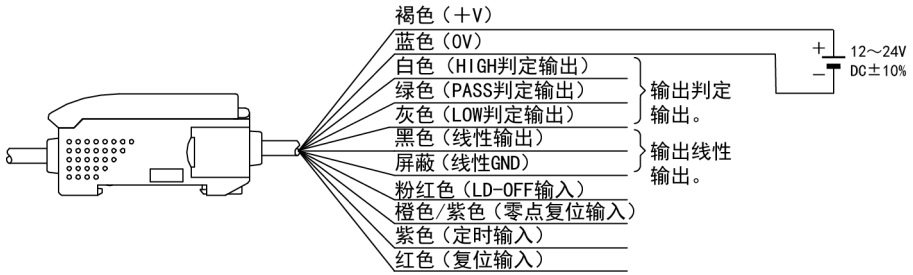 褐色（＋V）
蓝色（0V）
白色（HIGH判定输出）
绿色（PASS判定输出）
灰色（LOW判定输出）
黑色（线性输出）
屏蔽（线性GND）
粉红色（LD-OFF输入）
橙色/紫色（零点复位输入）
紫色（定时输入）
红色（复位输入）
输出判定
输出。
输出线性
输出。
＋
－
12～24V
DC±10%